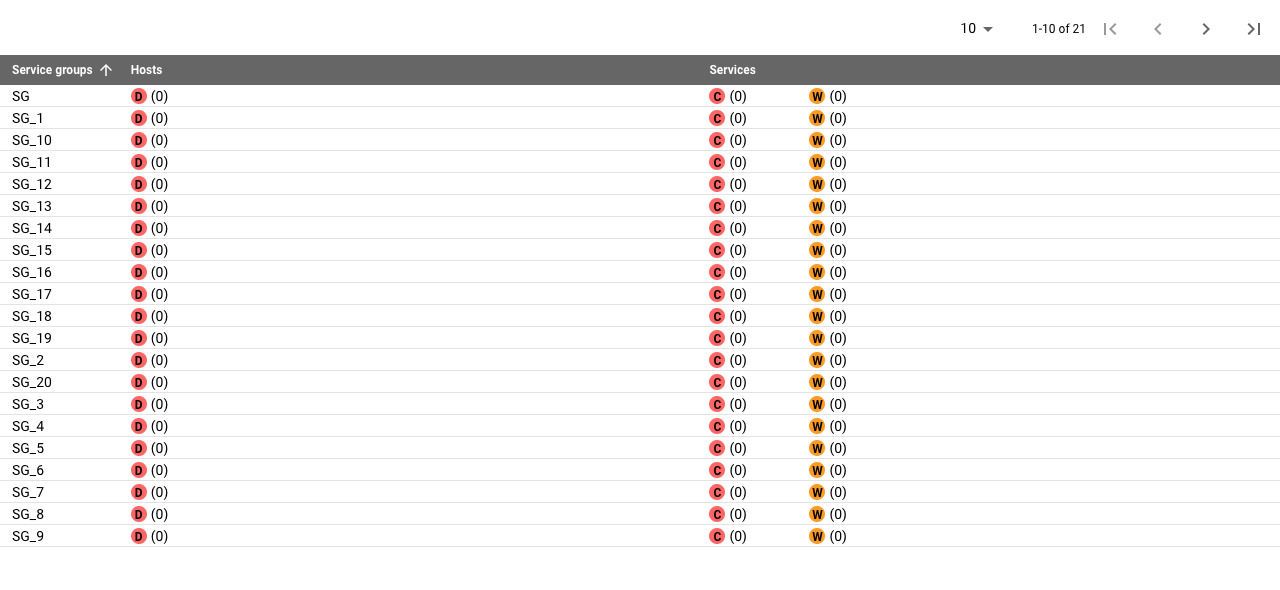 10 1-10 of 21
Service groups Hosts Services
SG D (0) C (0) W (0)
SG_1 D (0) C (0) W (0)
SG_10 D (0) C (0) W (0)
SG_11 D (0) C (0) W (0)
SG_12 D (0) C (0) W (0)
SG_13 D (0) C (0) W (0)
SG_14 D (0) C (0) W (0)
SG_15 D (0) C (0) W (0)
SG_16 D (0) C (0) W (0)
SG_17 D (0) C (0) W (0)
SG_18 D (0) C (0) W (0)
SG_19 D (0) C (0) W (0)
SG_2 D (0) C (0) W (0)
SG_20 D (0) C (0) W (0)
SG_3 D (0) C (0) W (0)
SG_4 D (0) C (0) W (0)
SG_5 D (0) C (0) W (0)
SG_6 D (0) C (0) W (0)
SG_7 D (0) C (0) W (0)
SG_8 D (0) C (0) W (0)
SG_9 D (0) C (0) W (0)